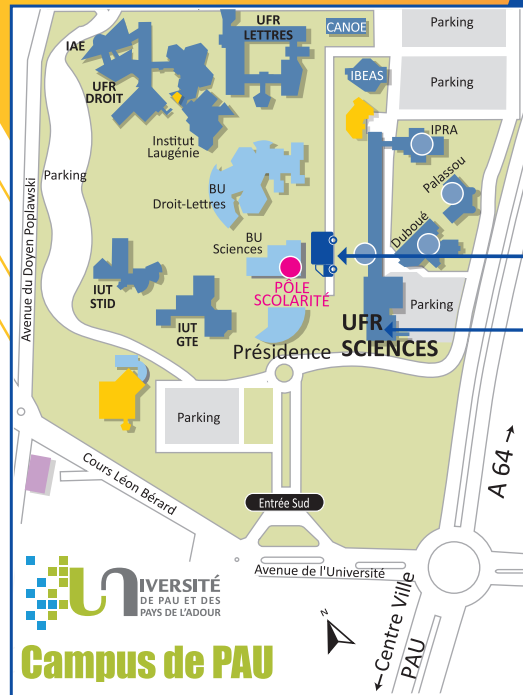 UFR
LETTRES
CANOE
Parking
IAE
UFR
DROIT
IBEAS
Parking
Institut
Laugénie
IPRA
Parking
BU
Droit-Lettres
Palassou
Avenue du Doyen Poplawski
BU
Sciences
Duboué
IUT
STID
PÔLE
SCOLARITÉ
IUT
GTE
Parking
UFR
SCIENCES
Présidence
Parking
Cours Léon Bérard
Entrée Sud
A 64 →
Avenue de l'Université
UNIVERSITÉ
DE PAU ET DES
PAYS DE L'ADOUR
N
← Centre Ville
PAU
Campus de PAU